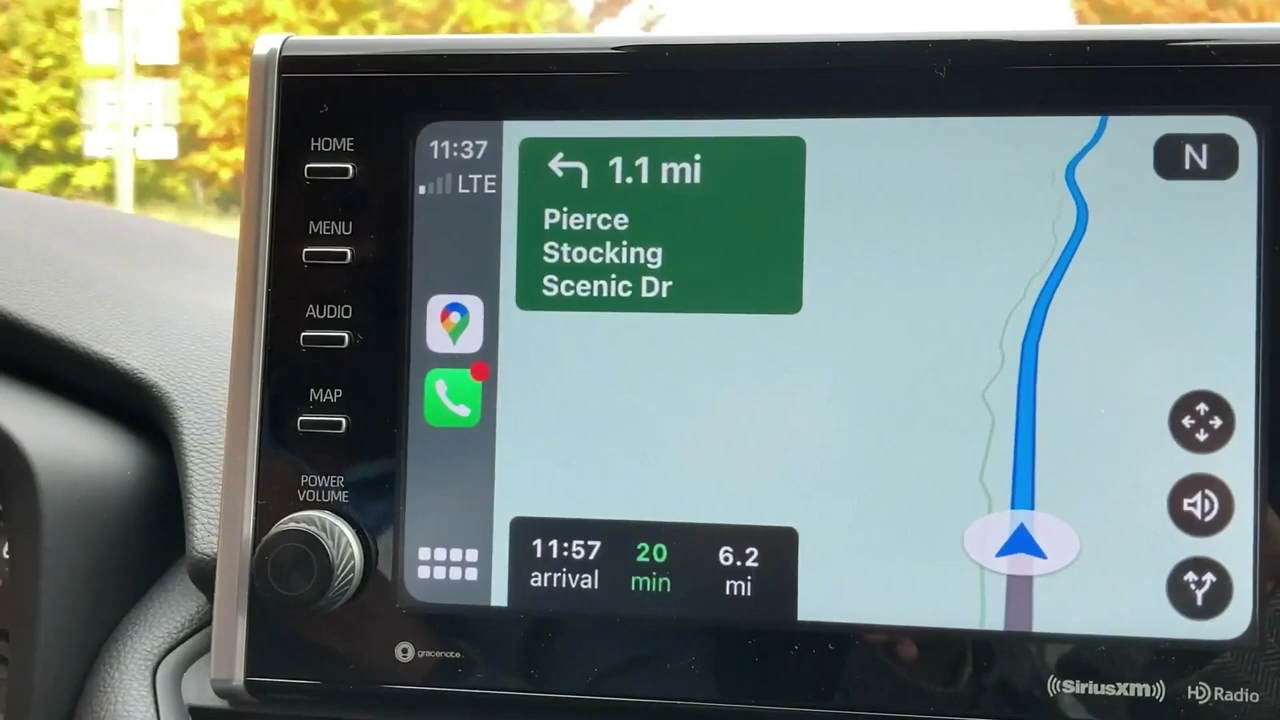 HOME
MENU
AUDIO
MAP
POWER
VOLUME
11:37
LTE
1.1 mi
Pierce
Stocking
Scenic Dr
N
11:57 20 6.2
arrival min mi
gracenote
SiriusXM
HD Radio